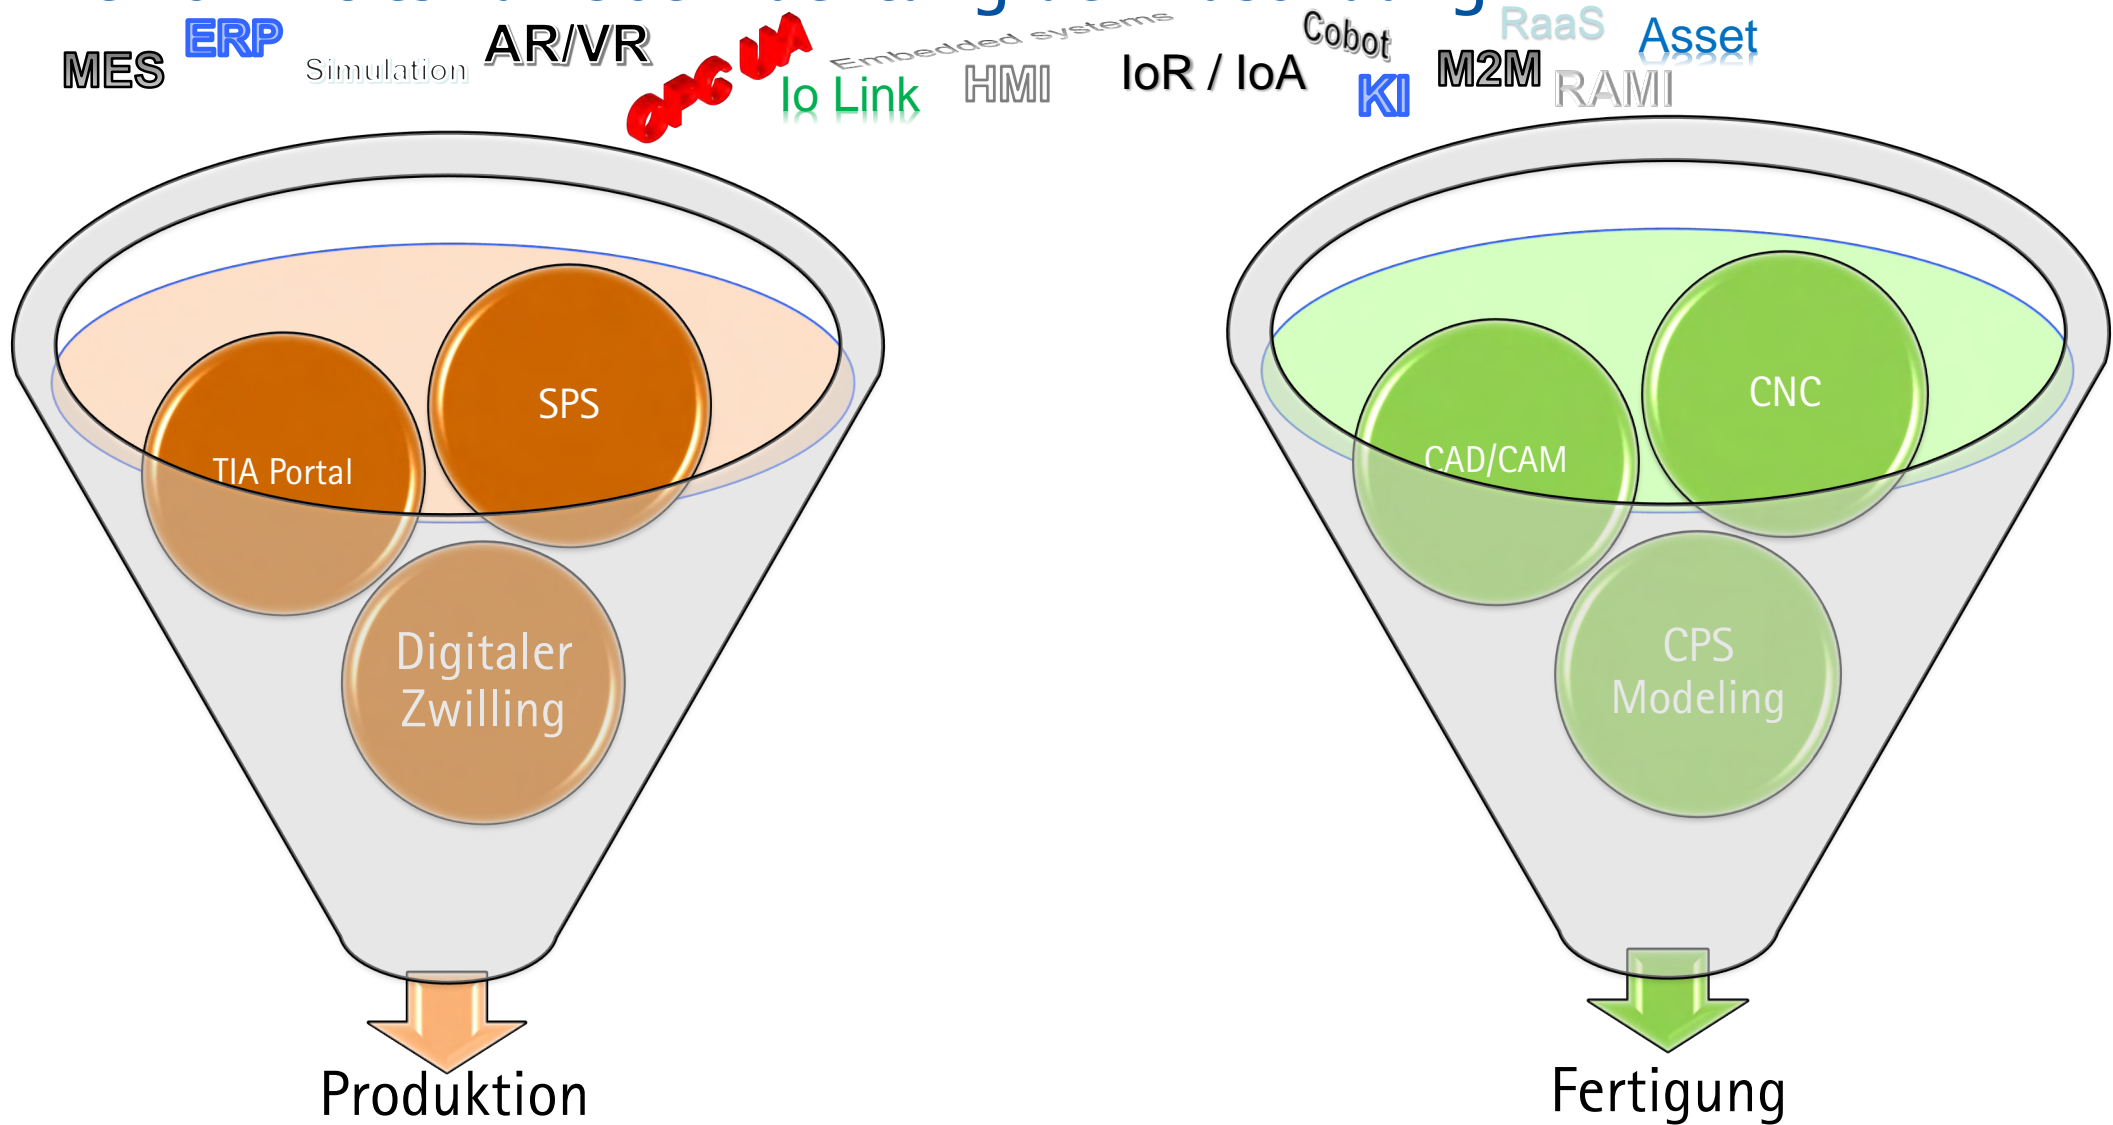 ERP
MES
Simulation
AR/VR
OPC UA
Embedded systems
Io Link
HMI
IoR / IoA
Cobot
KI
M2M
RaaS
RAMI
Asset
SPS
TIA Portal
Digitaler
Zwilling
Produktion
CNC
CAD/CAM
CPS
Modeling
Fertigung